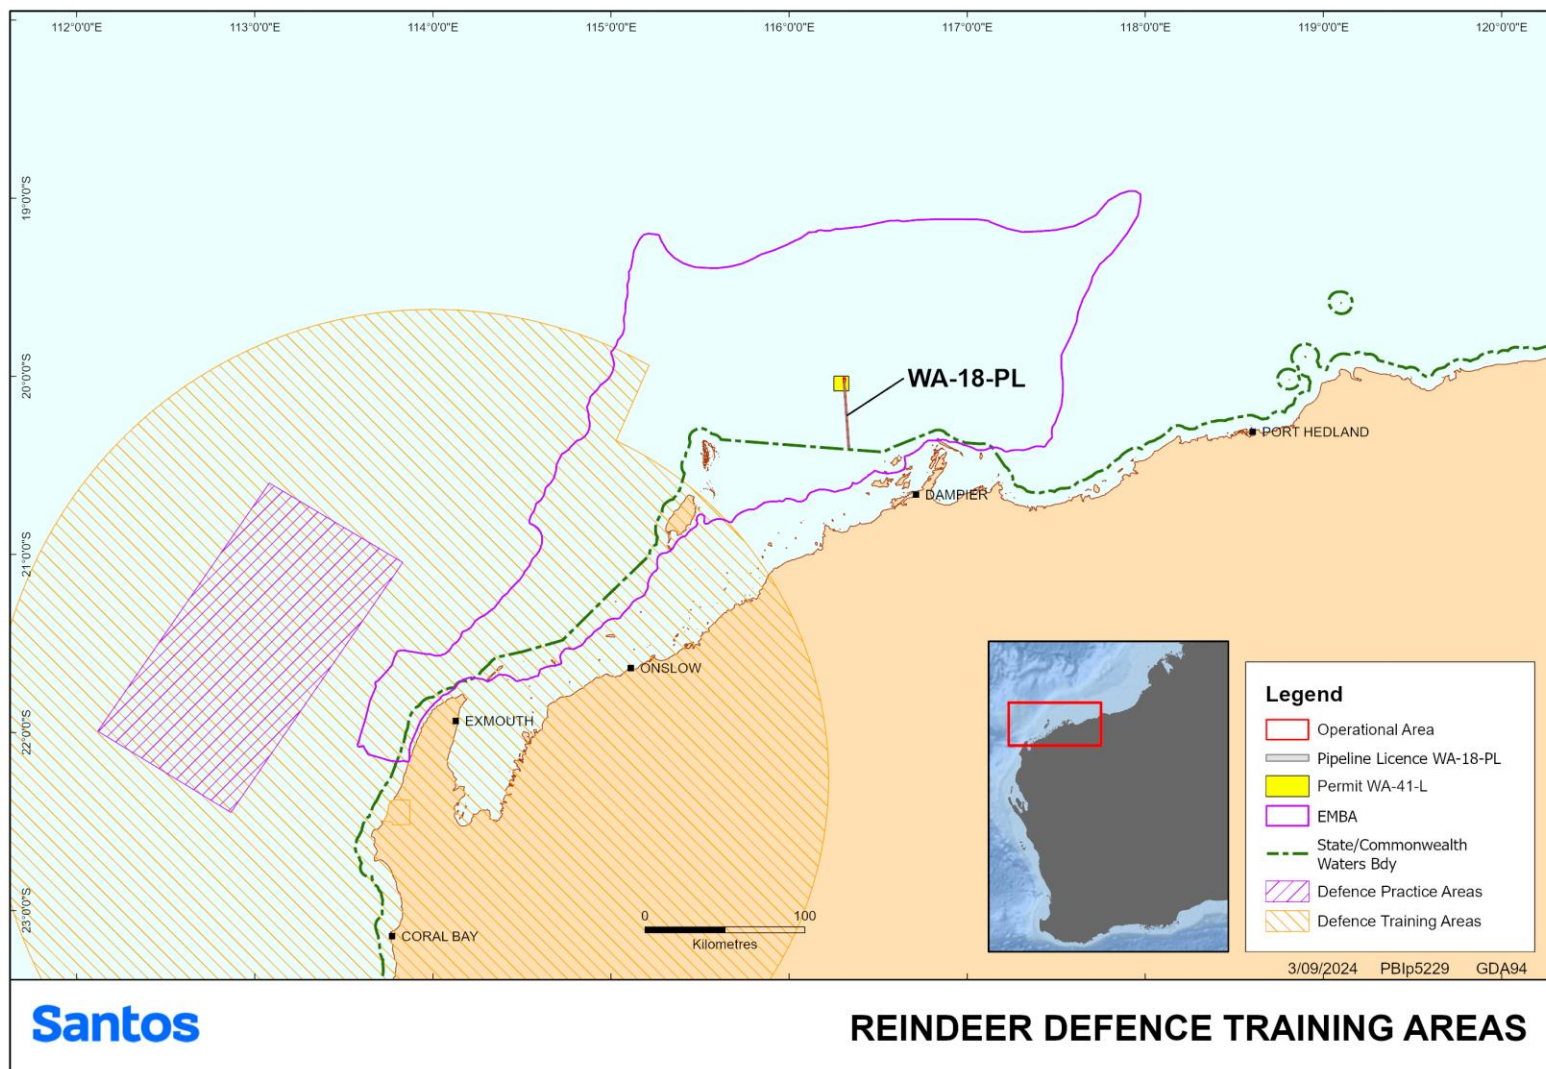 112°0'0"E 113°0'0"E 114°0'0"E 115°0'0"E 116°0'0"E 117°0'0"E 118°0'0"E 119°0'0"E 120°0'0"E
19°0'0"S
20°0'0"S
21°0'0"S
22°0'0"S
23°0'0"S
WA-18-PL
PORT HEDLAND
DAMPIER
ONSLOW
EXMOUTH
CORAL BAY
0 100
Kilometres
Legend
Operational Area
Pipeline Licence WA-18-PL
Permit WA-41-L
EMBA
State/Commonwealth
Waters Bdy
Defence Practice Areas
Defence Training Areas
3/09/2024 PBIp5229 GDA94
Santos
REINDEER DEFENCE TRAINING AREAS